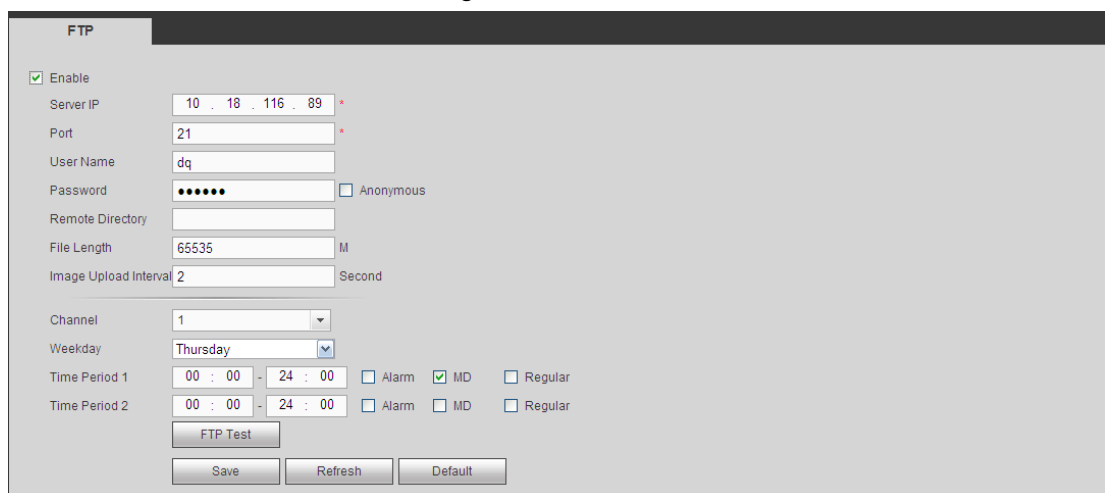 FTP
Enable
Server IP 10 . 18 . 116 . 89 *
Port 21 *
User Name dq
Password ●●●●●● Anonymous
Remote Directory
File Length 65535 M
Image Upload Interval 2 Second
Channel 1
Weekday Thursday
Time Period 1 00 : 00 - 24 : 00 Alarm MD Regular
Time Period 2 00 : 00 - 24 : 00 Alarm MD Regular
FTP Test
Save Refresh Default